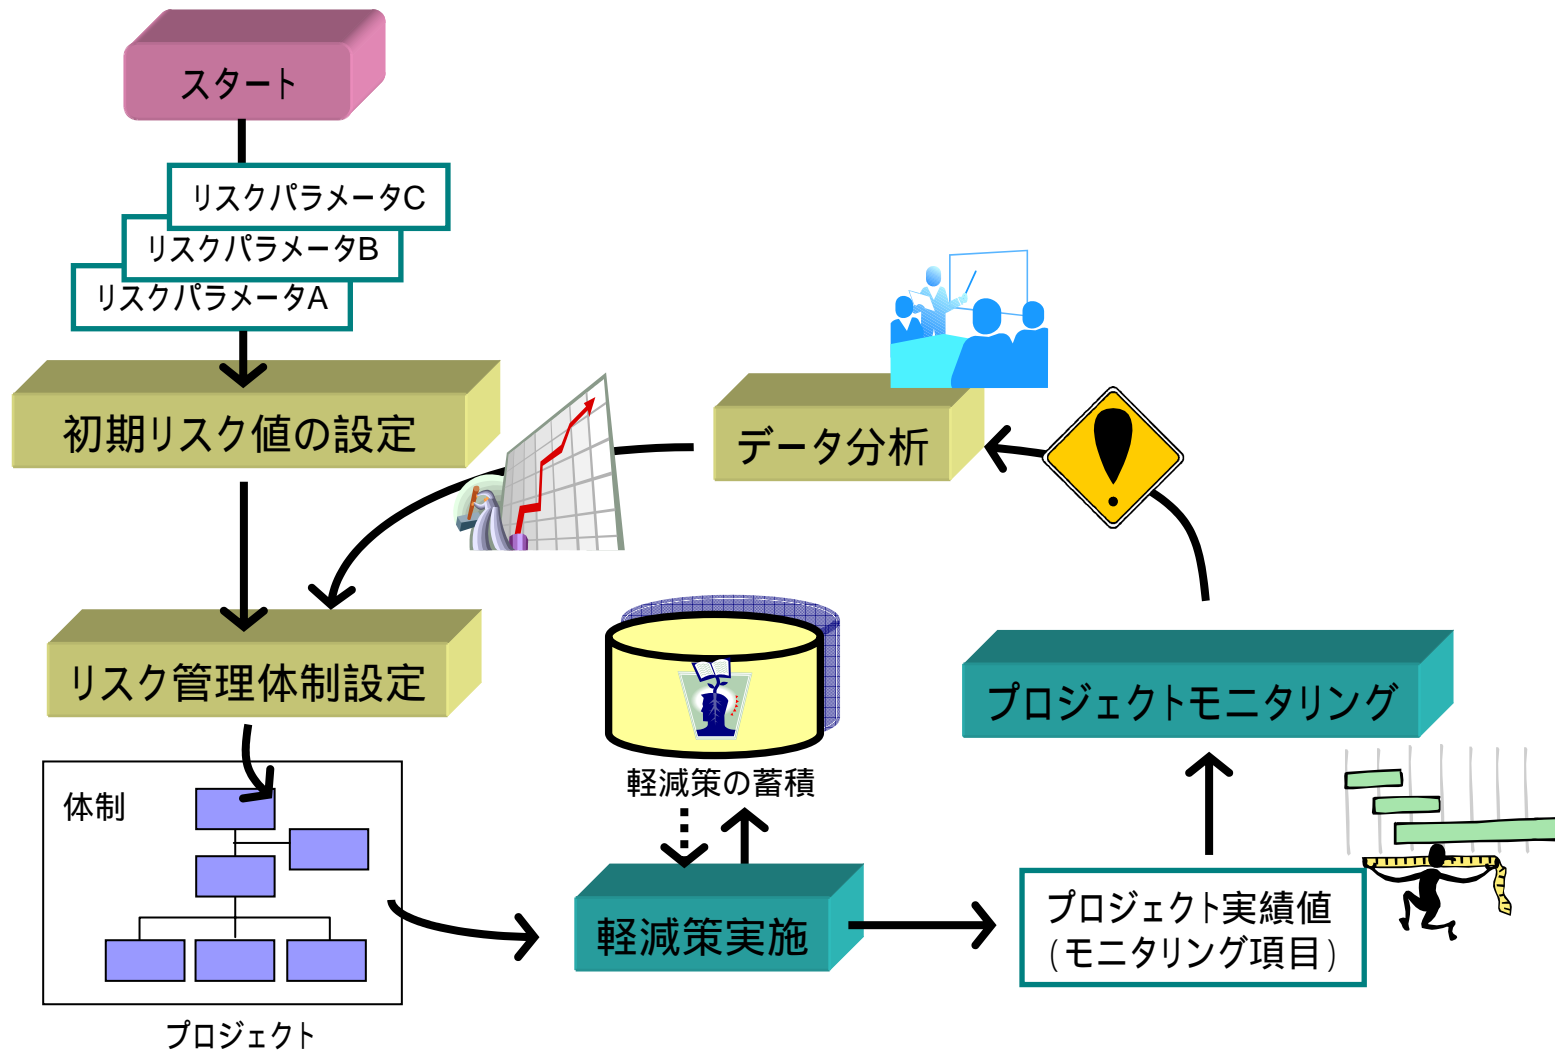 スタート
リスクパラメータC
リスクパラメータB
リスクパラメータA
初期リスク値の設定
データ分析
リスク管理体制設定
プロジェクトモニタリング
軽減策の蓄積
体制
軽減策実施
プロジェクト実績値
(モニタリング項目)
プロジェクト